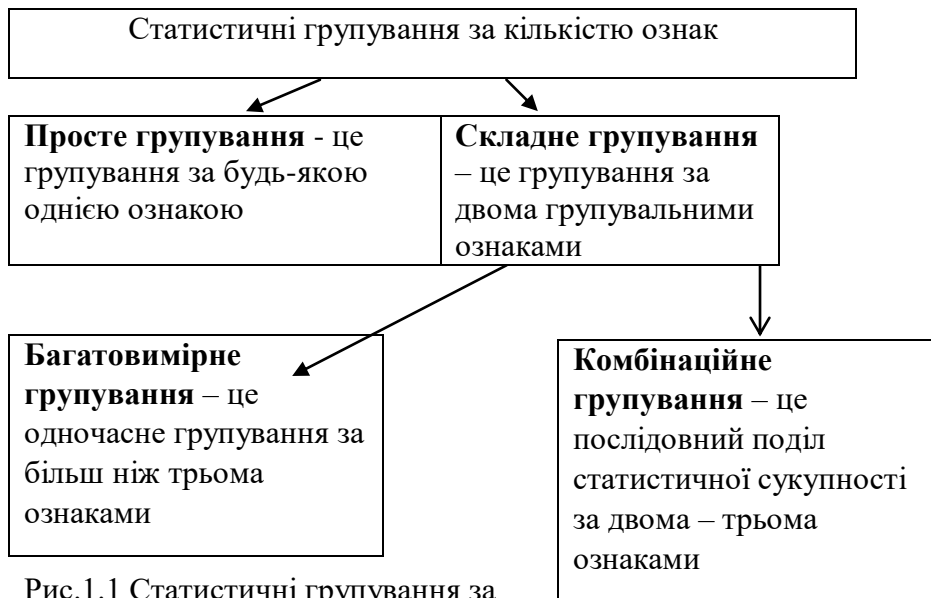 Статистичні групування за кількістю ознак
Просте групування - це
групування за будь-якою
однією ознакою
Складне групування
– це групування за
двома групувальними
ознаками
Багатовимірне
групування – це
одночасне групування за
більш ніж трьома
ознаками
Комбінаційне
групування – це
послідовний поділ
статистичної сукупності
за двома – трьома
ознаками
Рис.1.1 Статистичні групування за